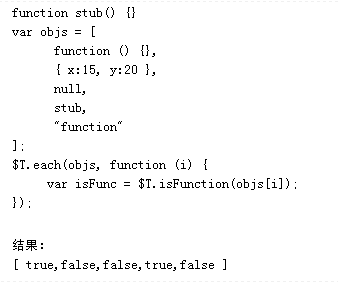 function stub() {}
var objs = [
function () {},
{ x:15, y:20 },
null,
stub,
"function"
];
$T.each(objs, function (i) {
var isFunc = $T.isFunction(objs[i]);
});
结果:
[ true,false,false,true,false ]